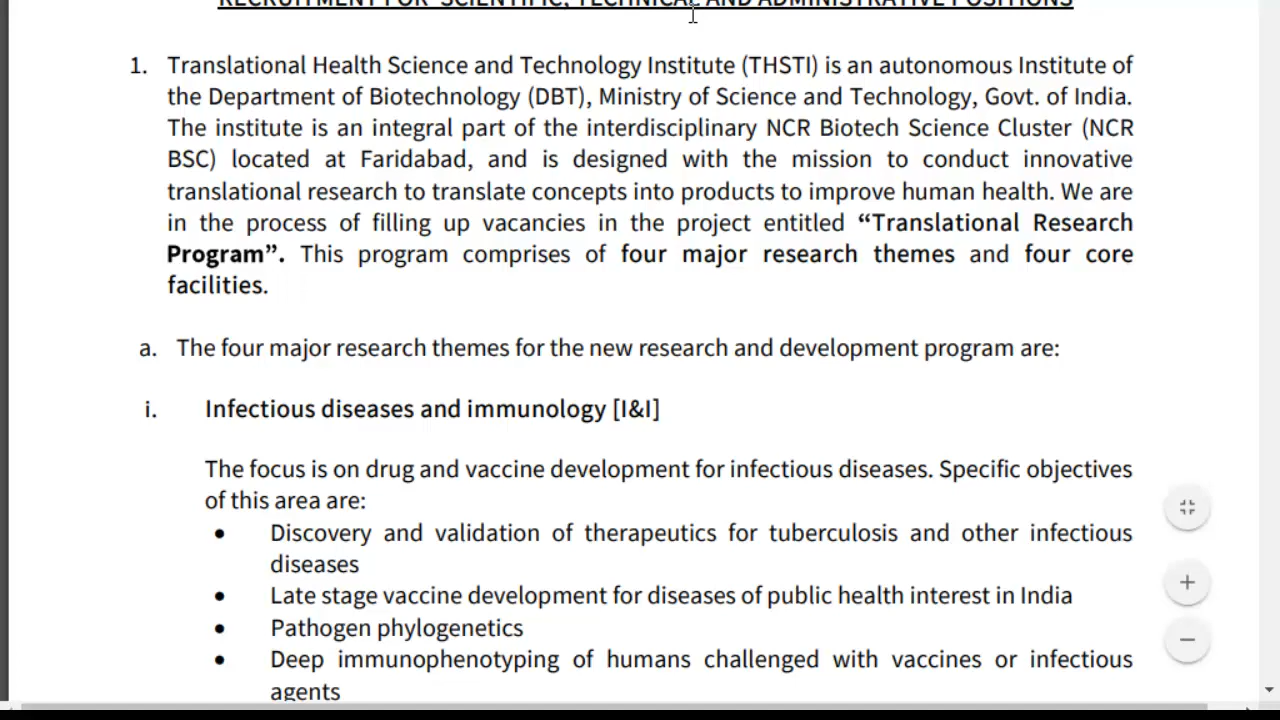 RECRUITMENT FOR SCIENTIFIC, TECHNICAL AND ADMINISTRATIVE POSITIONS
1. Translational Health Science and Technology Institute (THSTI) is an autonomous Institute of
the Department of Biotechnology (DBT), Ministry of Science and Technology, Govt. of India.
The institute is an integral part of the interdisciplinary NCR Biotech Science Cluster (NCR
BSC) located at Faridabad, and is designed with the mission to conduct innovative
translational research to translate concepts into products to improve human health. We are
in the process of filling up vacancies in the project entitled “Translational Research
Program”. This program comprises of four major research themes and four core
facilities.
a. The four major research themes for the new research and development program are:
i. Infectious diseases and immunology [I&I]
The focus is on drug and vaccine development for infectious diseases. Specific objectives
of this area are:
• Discovery and validation of therapeutics for tuberculosis and other infectious
diseases
• Late stage vaccine development for diseases of public health interest in India
• Pathogen phylogenetics
• Deep immunophenotyping of humans challenged with vaccines or infectious
agents